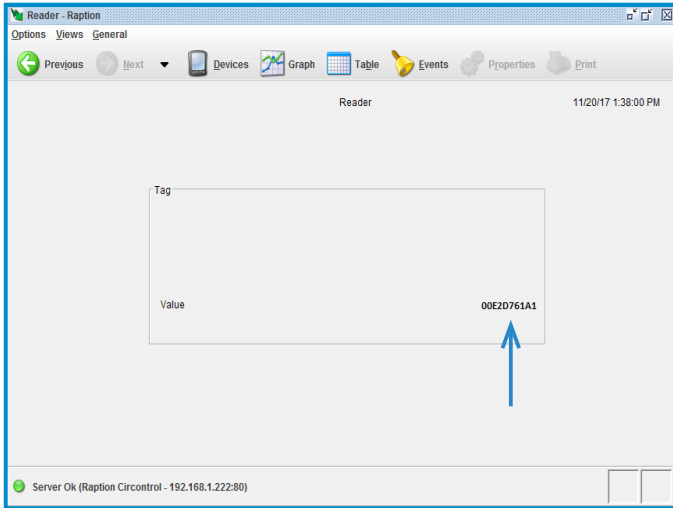 Reader - Raption
Options Views General
Previous Next Devices Graph Table Events Properties Print
Reader 11/20/17 1:38:00 PM
Tag
Value 00E2D761A1
Server Ok (Raption Circontrol - 192.168.1.222:80)